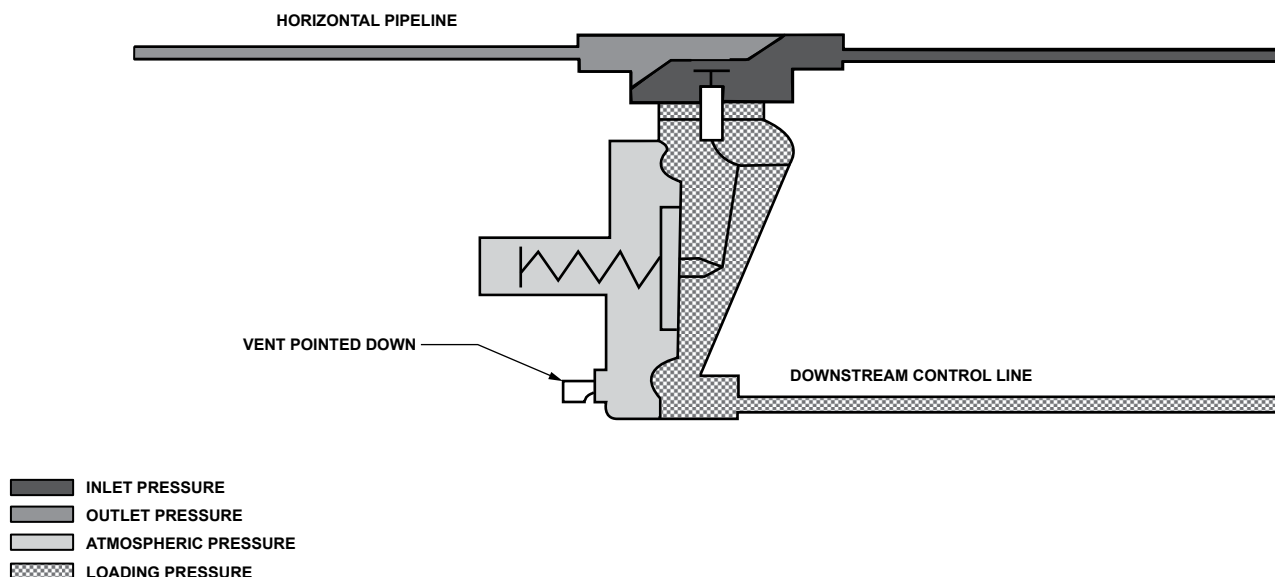 HORIZONTAL PIPELINE
VENT POINTED DOWN
DOWNSTREAM CONTROL LINE
INLET PRESSURE
OUTLET PRESSURE
ATMOSPHERIC PRESSURE
LOADING PRESSURE